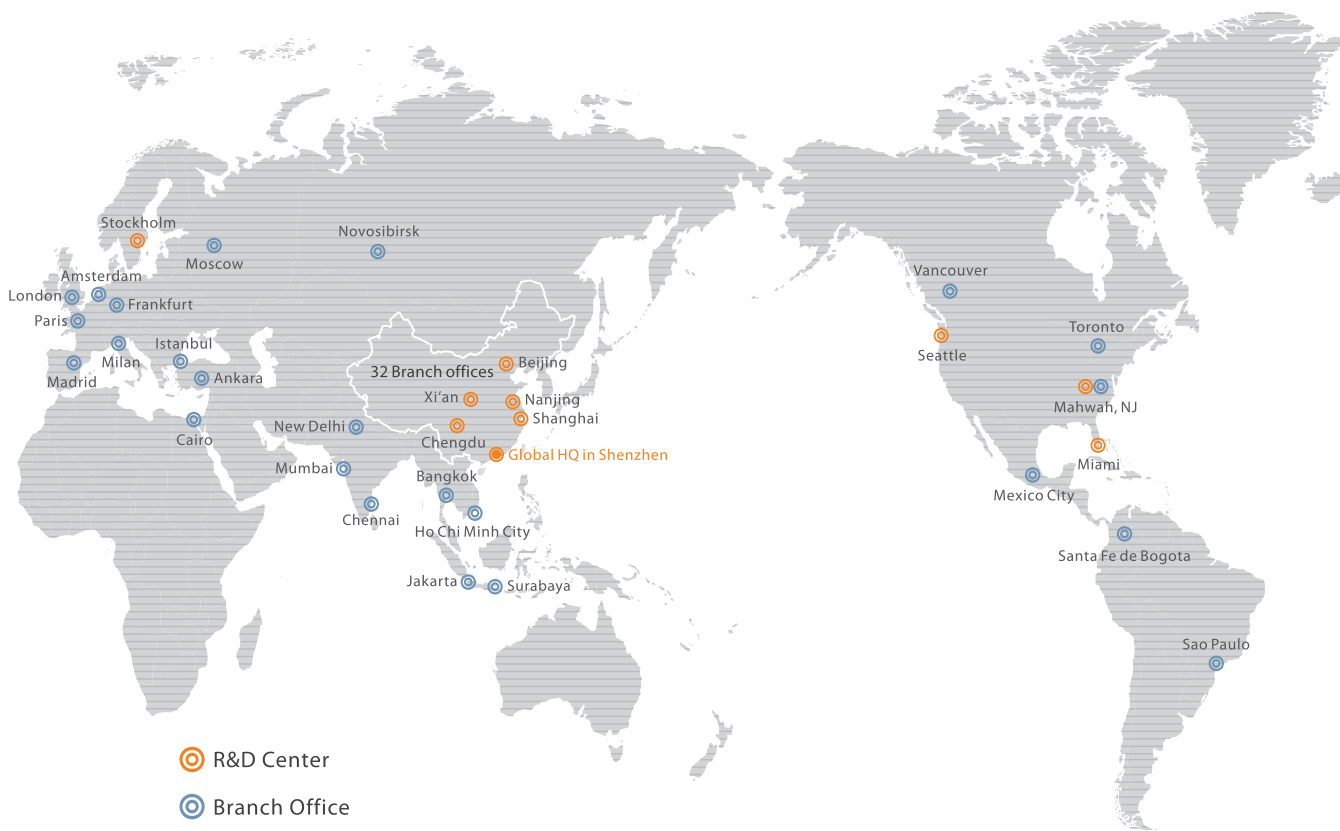 Stockholm
Novosibirsk
Moscow
Amsterdam
London
Frankfurt
Paris
Istanbul
Milan
Madrid
Ankara
Cairo
32 Branch offices
Beijing
Xi'an
Nanjing
Shanghai
New Delhi
Chengdu
Global HQ in Shenzhen
Mumbai
Bangkok
Chennai
Ho Chi Minh City
Jakarta
Surabaya
Vancouver
Toronto
Seattle
Mahwah, NJ
Miami
Mexico City
Santa Fe de Bogota
Sao Paulo
R&D Center
Branch Office